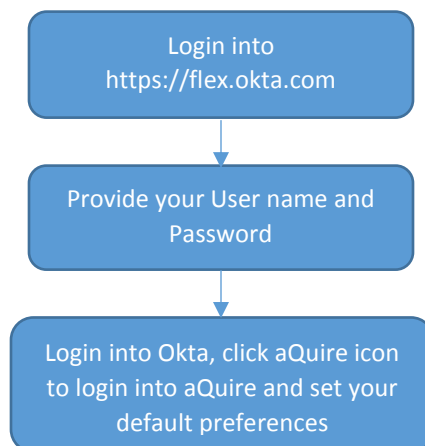 Login into
https://flex.okta.com
Provide your User name and
Password
Login into Okta, click aQuire icon
to login into aQuire and set your
default preferences